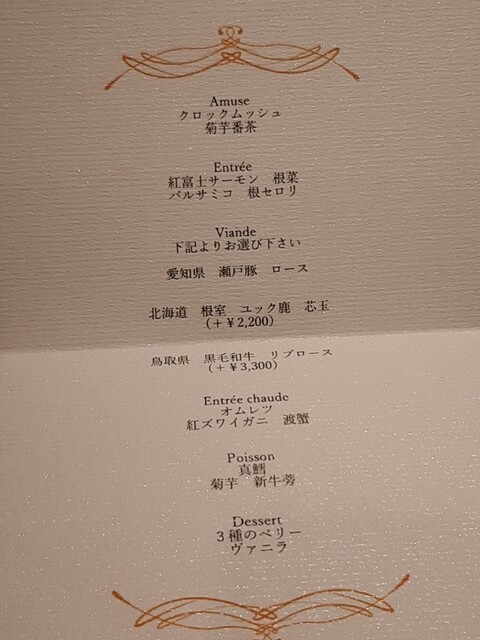 Amuse
クロックムッシュ
菊芋番茶
Entrée
紅富士サーモン　根菜
バルサミコ　根セロリ
Viande
下記よりお選び下さい
愛知県　瀬戸豚　ロース
北海道　根室　ユック鹿　芯玉
(+¥2,200)
鳥取県　黒毛和牛　リブロース
(+¥3,300)
Entrée chaude
オムレツ
紅ズワイガニ　渡蟹
Poisson
真鱈
菊芋　新牛蒡
Dessert
3種のベリー
ヴァニラ